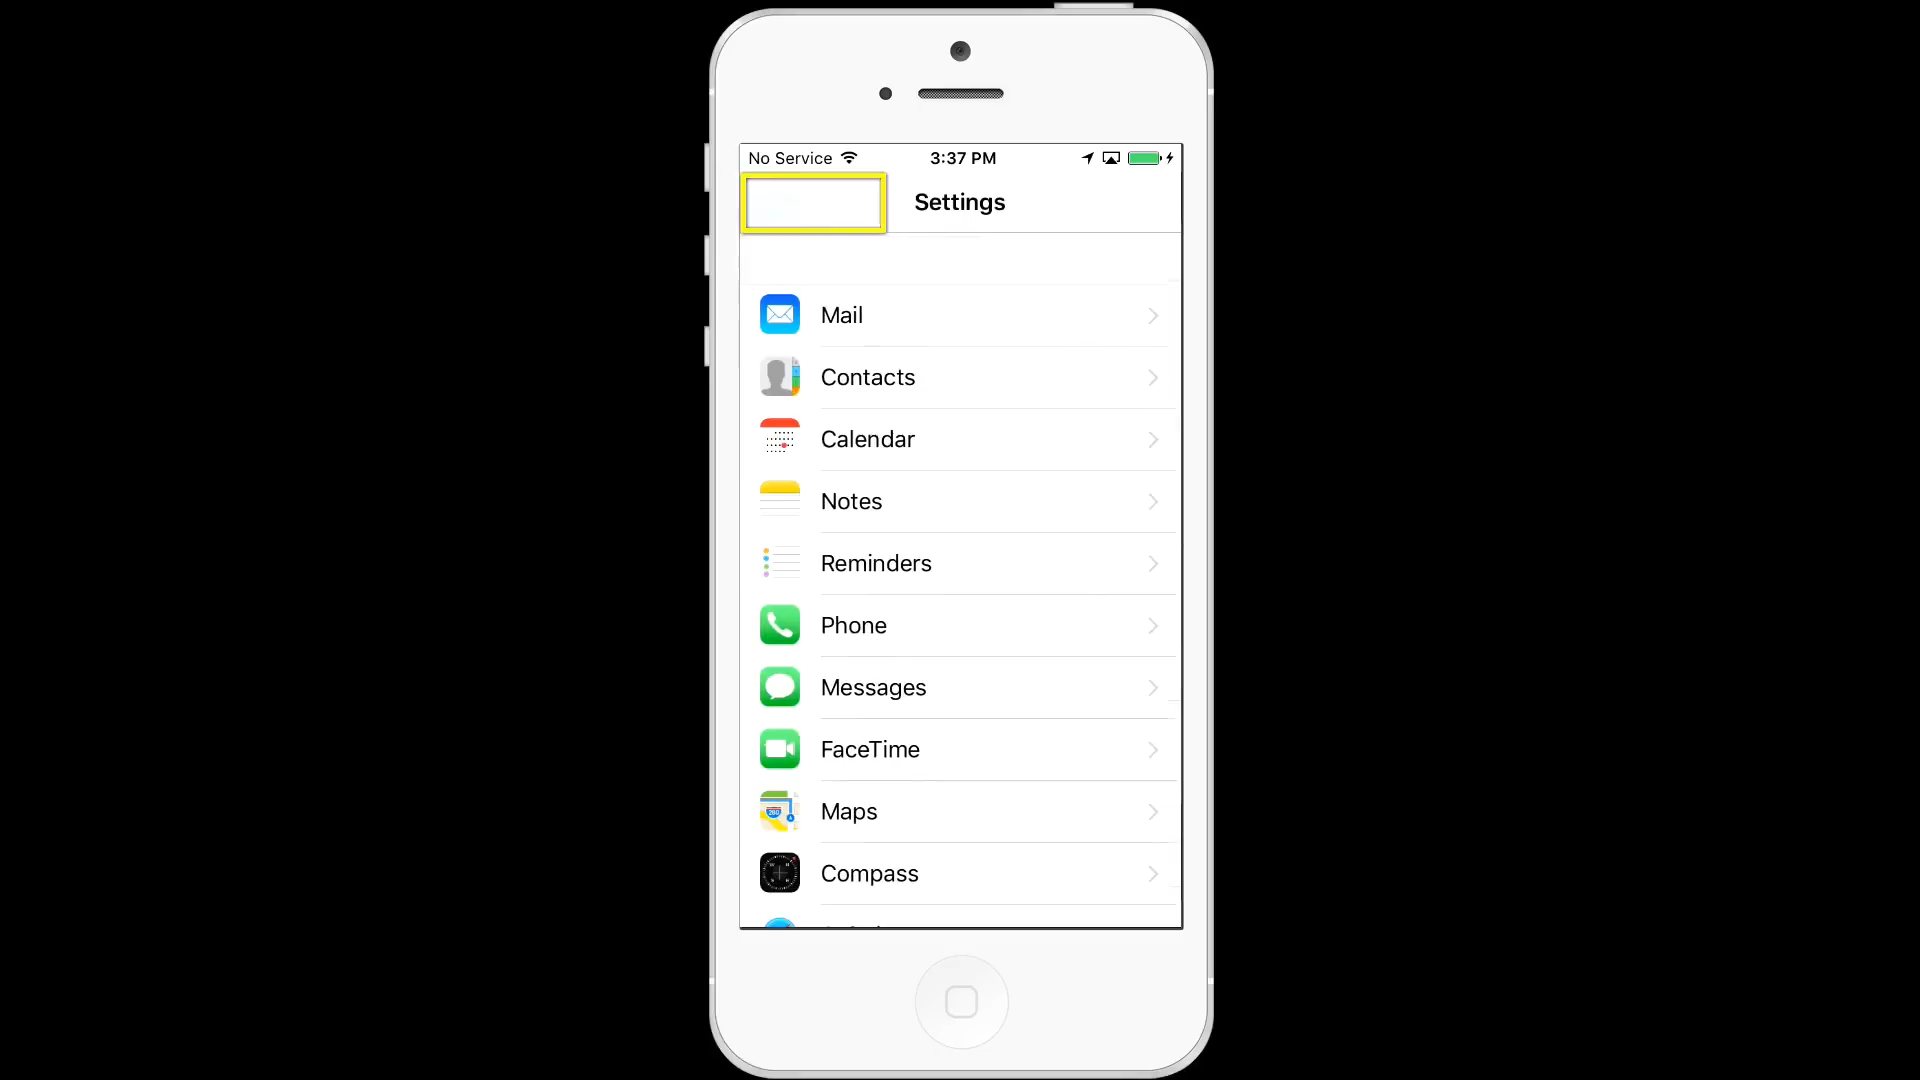 No Service 3:37 PM
Settings
Mail
Contacts
Calendar
Notes
Reminders
Phone
Messages
FaceTime
Maps
Compass